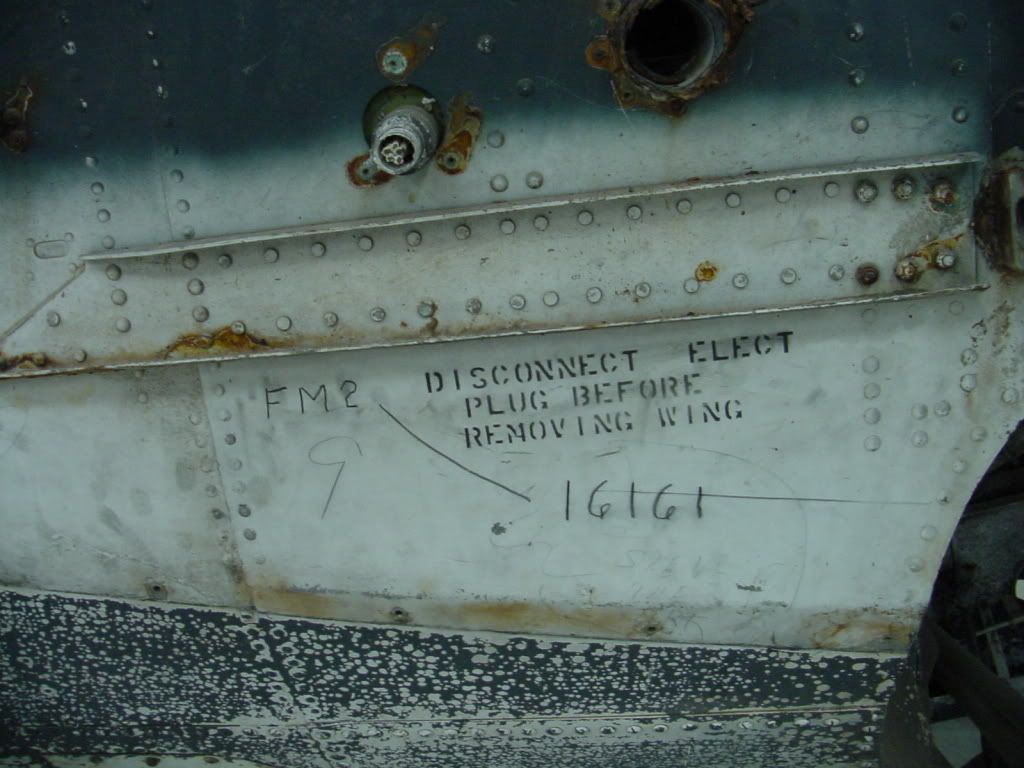 DISCONNECT ELECT
PLUG BEFORE
REMOVING WING
FM2
9
16161